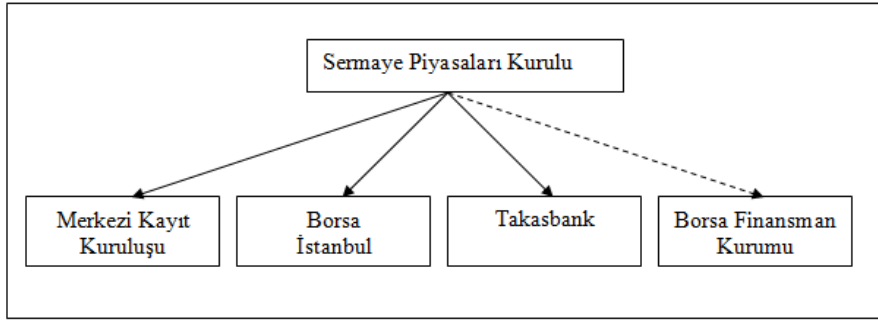 Sermaye Piyasaları Kurulu
Merkezi Kayıt
Kuruluşu
Borsa
İstanbul
Takasbank
Borsa Finansman
Kurumu